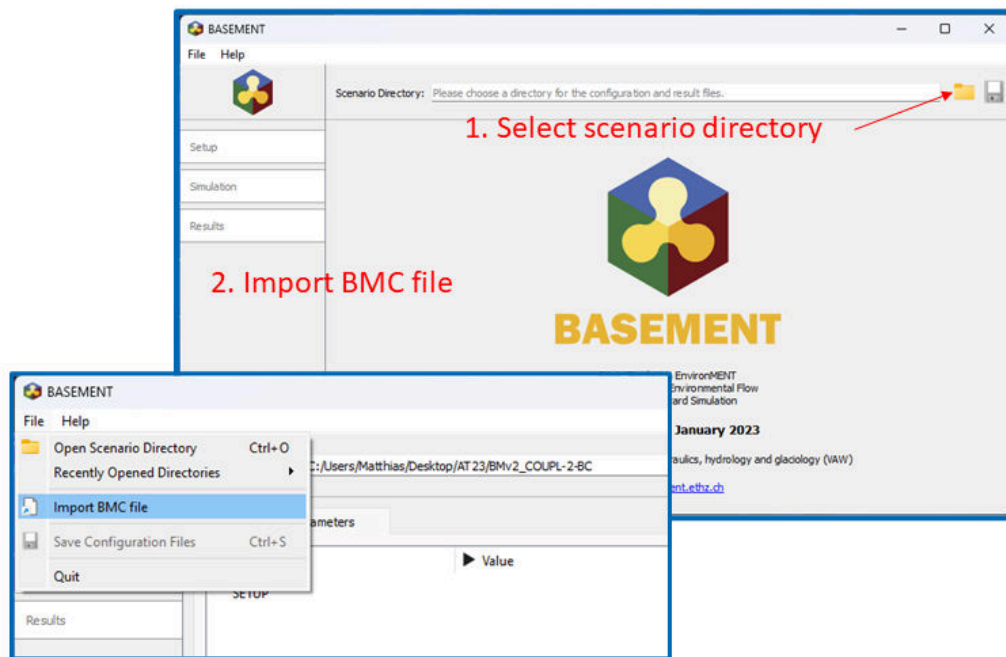 BASEMENT
File Help
Scenario Directory: Please choose a directory for the configuration and result files.
1. Select scenario directory
Setup
Simulation
Results
2. Import BMC file
BASEMENT
EnvironMENT
Environmental Flow
ard Simulation
January 2023
raulics, hydrology and glaciology (VAW)
ent.ethz.ch
BASEMENT
File Help
Open Scenario Directory Ctrl+O
Recently Opened Directories
C:/Users/Matthias/Desktop/AT23/BMv2_COUPL-2-BC
Import BMC file
ameters
Save Configuration Files Ctrl+S
Value
Quit
SETUP
Results